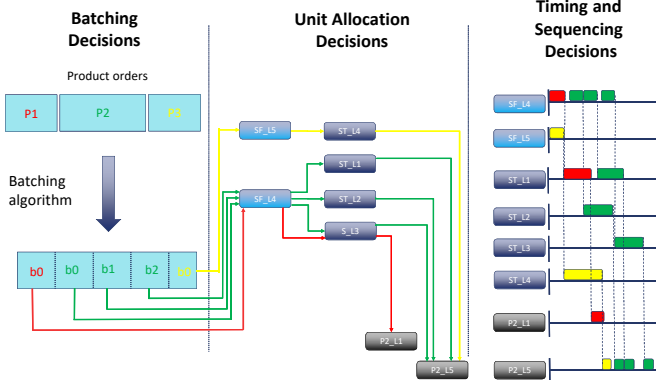 Batching
Decisions
Unit Allocation
Decisions
Timing and
Sequencing
Decisions
Product orders
P1
P2
P3
Batching
algorithm
b0
b0
b1
b2
b0
SF_L5
ST_L4
ST_L1
SF_L4
ST_L2
S_L3
P2_L1
P2_L5
SF_L4
SF_L5
ST_L1
ST_L2
ST_L3
ST_L4
P2_L1
P2_L5